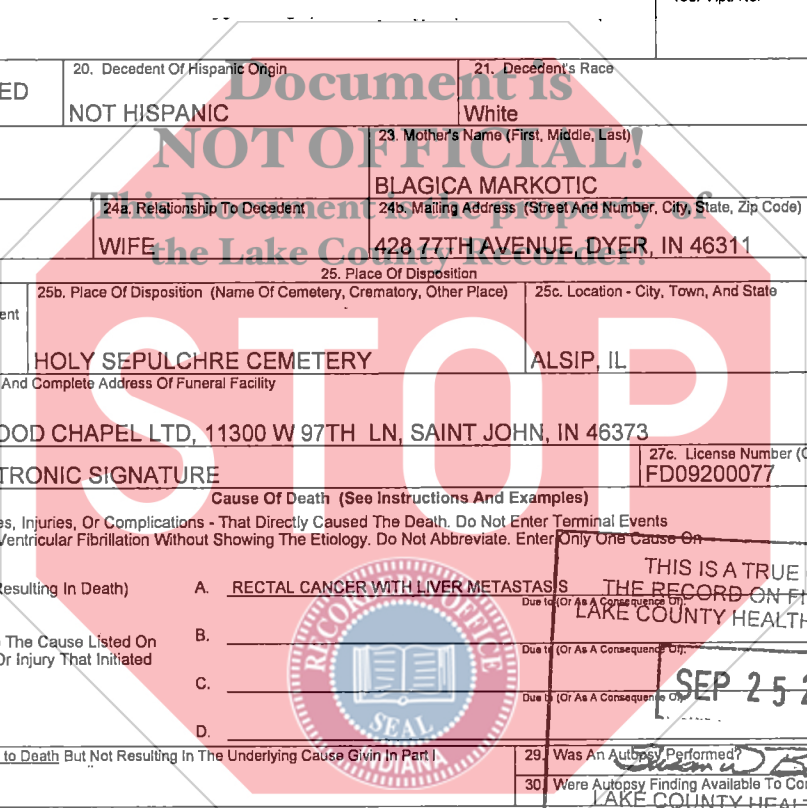 20. Decedent Of Hispanic Origin 21. Decedent's Race
ED NOT HISPANIC White
Document is
NOT OFFICIAL!
This Document is the property of
the Lake County Recorder!
23. Mother's Name (First, Middle, Last)
BLAGICA MARKOTIC
24a. Relationship To Decedent 24b. Mailing Address (Street And Number, City, State, Zip Code)
WIFE 428 77TH AVENUE, DYER, IN 46311
25. Place Of Disposition
25b. Place Of Disposition (Name Of Cemetery, Crematory, Other Place) 25c. Location - City, Town, And State
ent
HOLY SEPULCHRE CEMETERY ALSIP, IL
STOP
And Complete Address Of Funeral Facility
OOD CHAPEL LTD, 11300 W 97TH LN, SAINT JOHN, IN 46373
27c. License Number (O
TRONIC SIGNATURE FD09200077
Cause Of Death (See Instructions And Examples)
es, Injuries, Or Complications - That Directly Caused The Death. Do Not Enter Terminal Events
Ventricular Fibrillation Without Showing The Etiology. Do Not Abbreviate. Enter Only One Cause On
THIS IS A TRUE
Resulting In Death) A. RECTAL CANCER WITH LIVER METASTASIS THE RECORD ON FI
Due to (Or As A Consequence Of):
LAKE COUNTY HEALTH
The Cause Listed On B.
Due to (Or As A Consequence Of):
Or Injury That Initiated
C.
Due to (Or As A Consequence Of):
SEP 25 2
D.
RECORDER'S OFFICE
SEAL
INDIANA
to Death But Not Resulting In The Underlying Cause Givin In Part I 29. Was An Autopsy Performed?
30. Were Autopsy Finding Available To Co
LAKE COUNTY HEAL